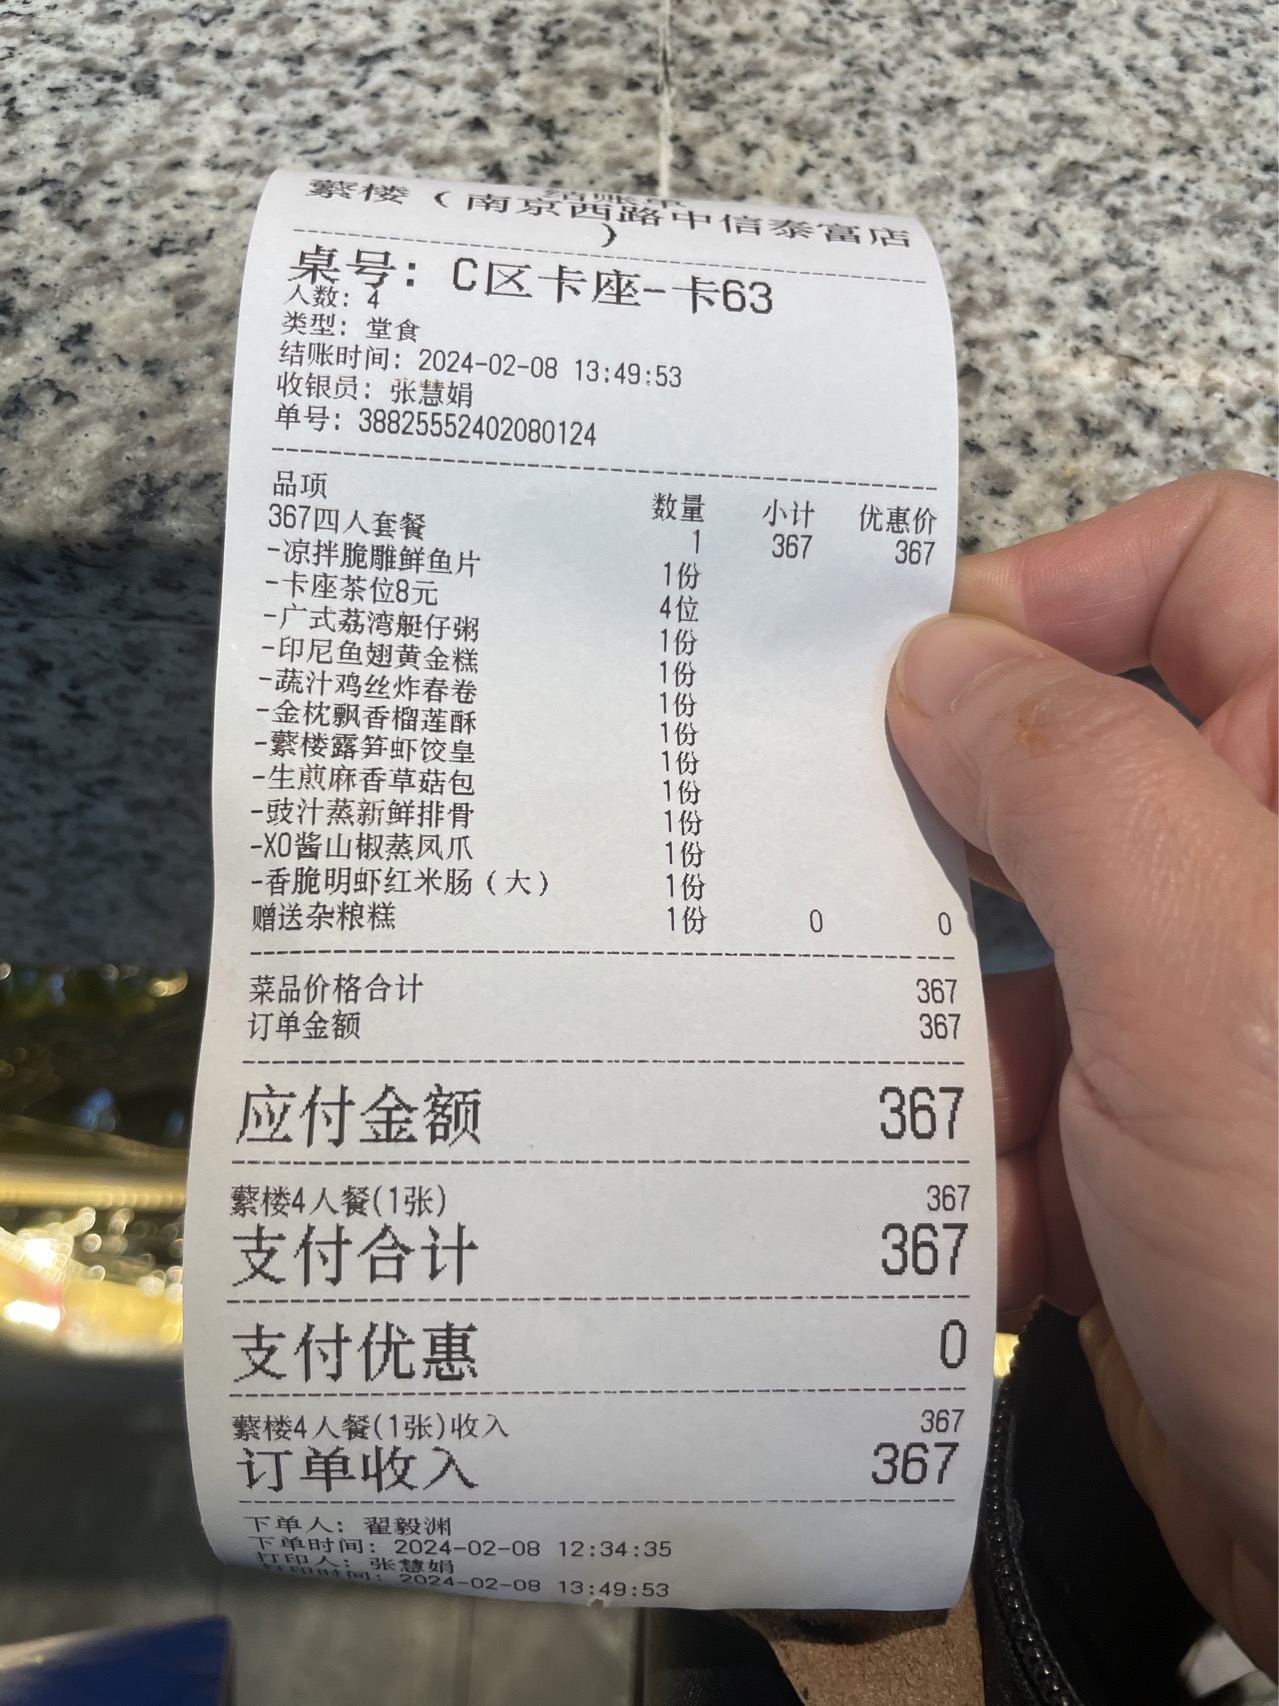 结账单
蘩楼（南京西路中信泰富店
）
桌号：C区卡座-卡63
人数：4
类型：堂食
结账时间：2024-02-08 13:49:53
收银员：张慧娟
单号：38825552402080124
品项 数量 小计 优惠价
367四人套餐 1 367 367
-凉拌脆雕鲜鱼片 1份
-卡座茶位8元 4位
-广式荔湾艇仔粥 1份
-印尼鱼翅黄金糕 1份
-蔬汁鸡丝炸春卷 1份
-金枕飘香榴莲酥 1份
-蘩楼露笋虾饺皇 1份
-生煎麻香草菇包 1份
-豉汁蒸新鲜排骨 1份
-XO酱山椒蒸凤爪 1份
-香脆明虾红米肠（大） 1份
赠送杂粮糕 1份 0 0
菜品价格合计 367
订单金额 367
应付金额 367
蘩楼4人餐(1张) 367
支付合计 367
支付优惠 0
蘩楼4人餐(1张)收入 367
订单收入 367
下单人：翟毅渊
下单时间：2024-02-08 12:34:35
打印人：张慧娟
打印时间：2024-02-08 13:49:53